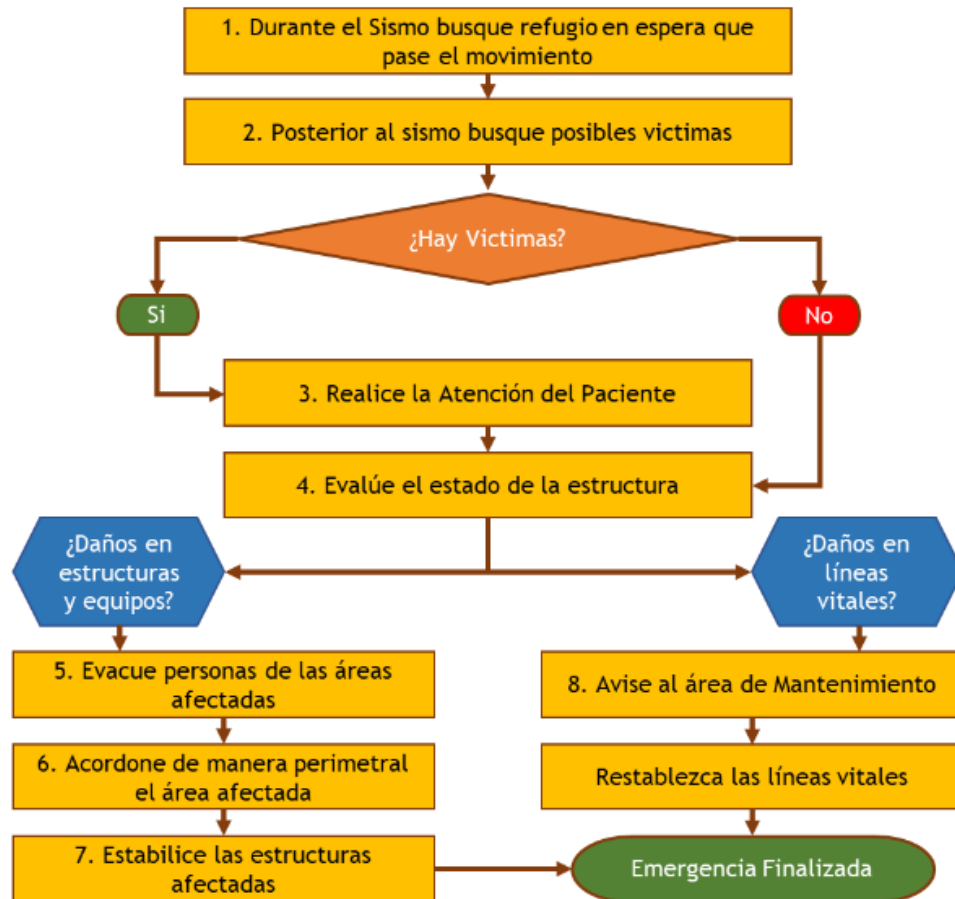 1. Durante el Sismo busque refugio en espera que
pase el movimiento
2. Posterior al sismo busque posibles victimas
¿Hay Victimas?
Si
No
3. Realice la Atención del Paciente
4. Evalúe el estado de la estructura
¿Daños en
estructuras
y equipos?
¿Daños en
líneas
vitales?
5. Evacue personas de las áreas
afectadas
8. Avise al área de Mantenimiento
6. Acordone de manera perimetral
el área afectada
Restablezca las líneas vitales
7. Estabilice las estructuras
afectadas
Emergencia Finalizada